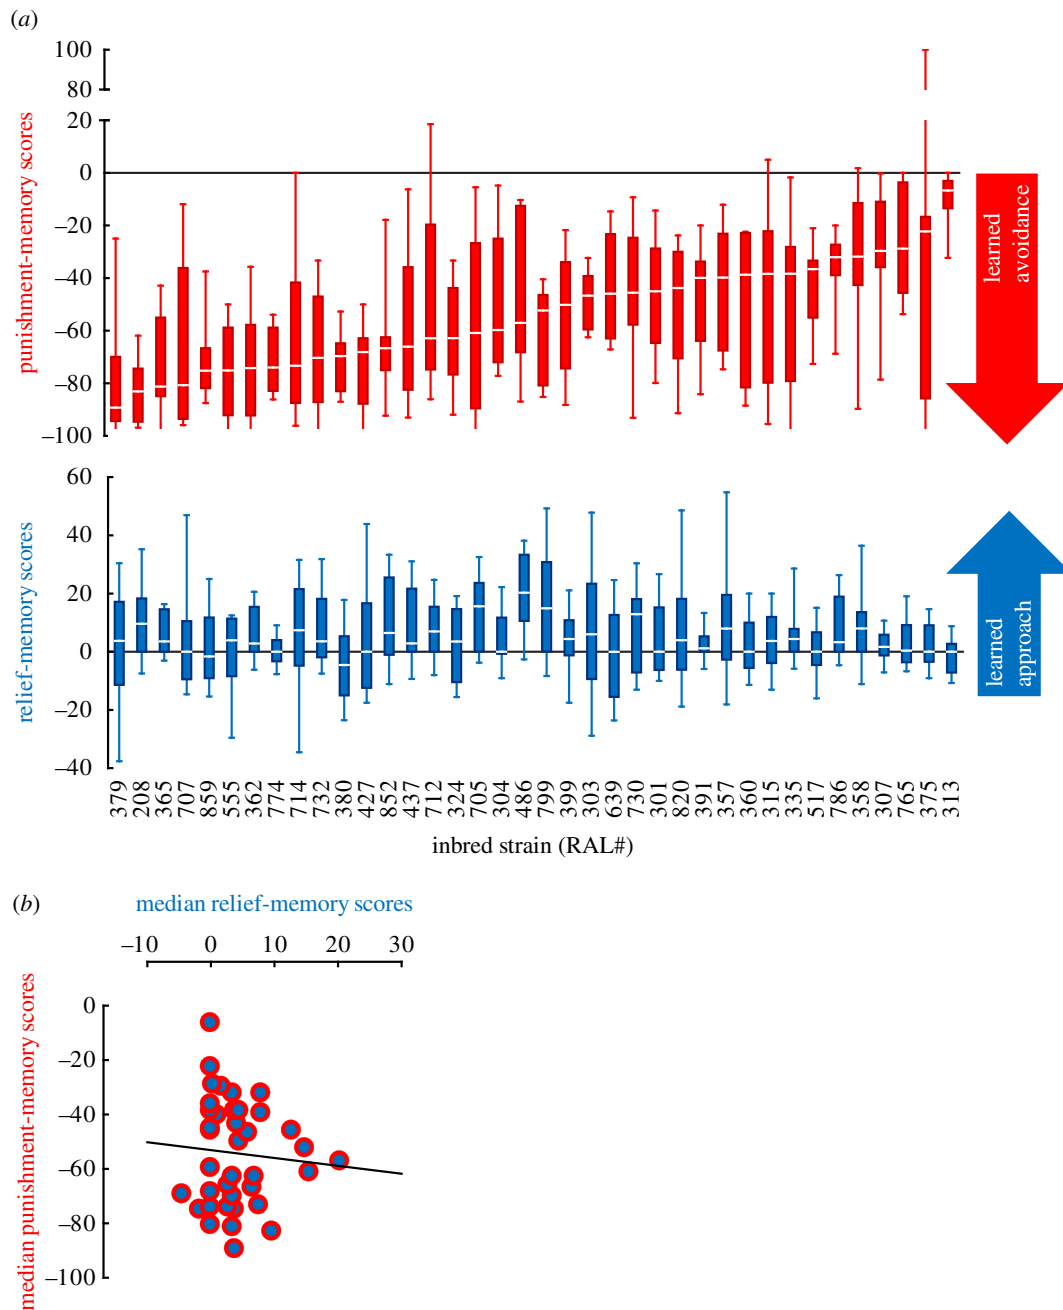 (a)
100
80
20
0
–20
–40
–60
–80
–100
punishment-memory scores
learned
avoidance
60
40
20
0
–20
–40
relief-memory scores
learned
approach
379 208 365 707 859 555 362 774 714 732 380 427 852 437 712 324 705 304 486 799 399 303 639 730 301 820 391 357 360 315 335 517 786 358 307 765 375 313
inbred strain (RAL#)
(b)
median relief-memory scores
–10 0 10 20 30
median punishment-memory scores
0
–20
–40
–60
–80
–100